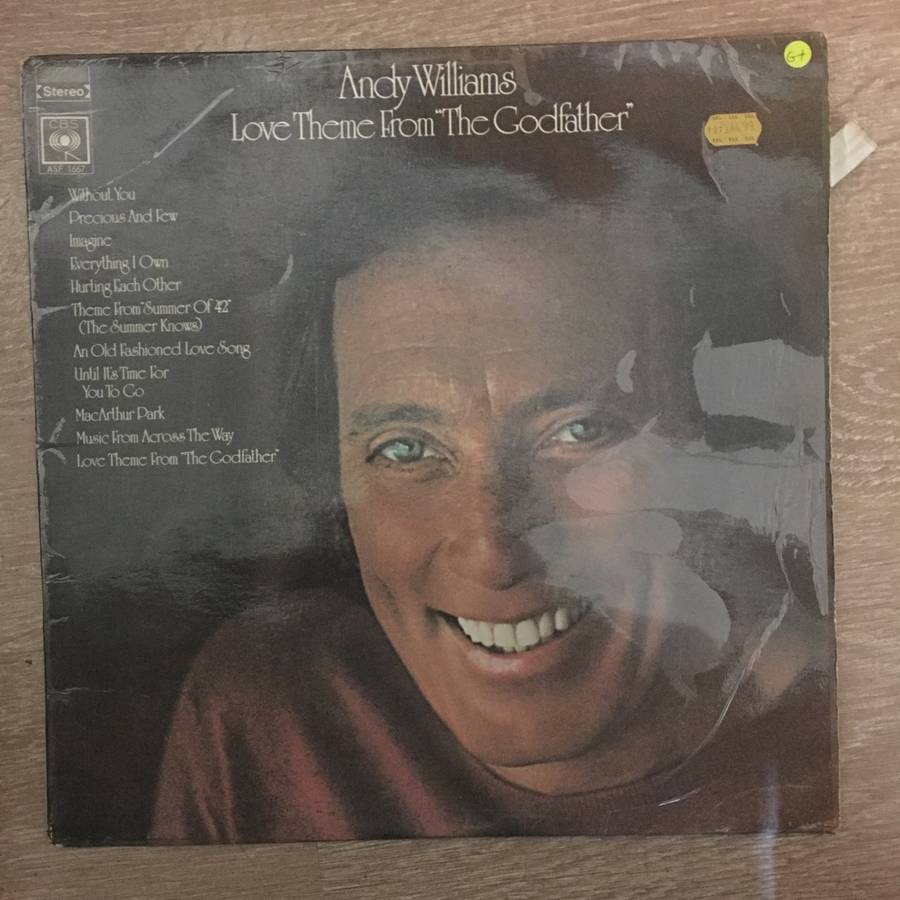 Andy Williams
Love Theme From "The Godfather"
Stereo
CBS
ASF 1667
G+
Without You
Precious And Few
Imagine
Everything I Own
Hurting Each Other
Theme From "Summer Of '42"
(The Summer Knows)
An Old Fashioned Love Song
Until It's Time For
You To Go
MacArthur Park
Music From Across The Way
Love Theme From "The Godfather"